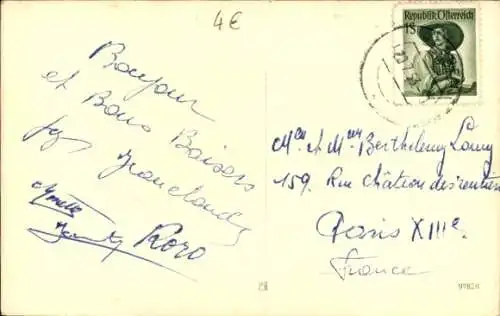 4€
Republik Österreich
1S
Bonjour
et Bons Baisers
Jeanclaude
Roro
et Barthelemy Louny
159. Rue Château des rentiers
Paris XIIIe
France